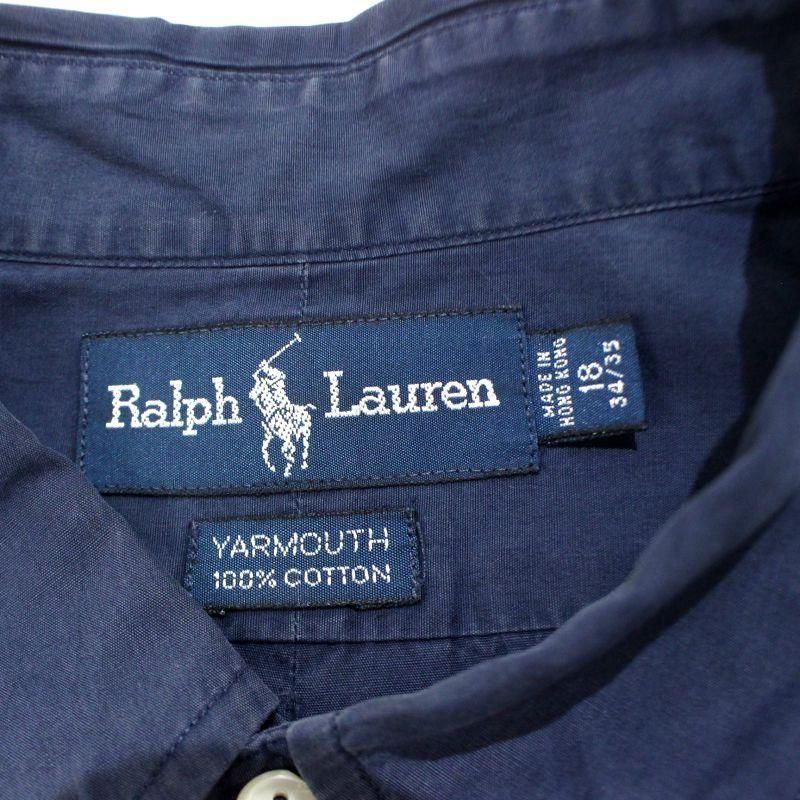 Ralph Lauren
MADE IN
HONG KONG
18
34/35
YARMOUTH
100% COTTON